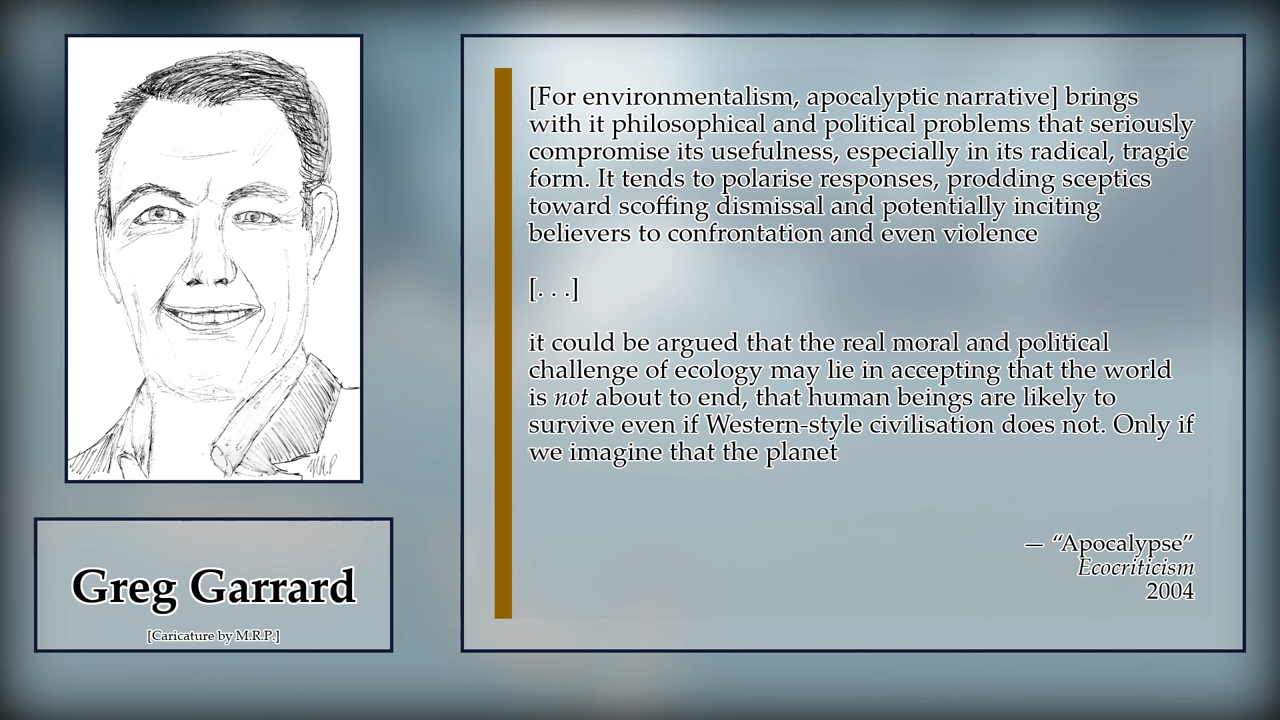 [For environmentalism, apocalyptic narrative] brings
with it philosophical and political problems that seriously
compromise its usefulness, especially in its radical, tragic
form. It tends to polarise responses, prodding sceptics
toward scoffing dismissal and potentially inciting
believers to confrontation and even violence
[. . .]
it could be argued that the real moral and political
challenge of ecology may lie in accepting that the world
is not about to end, that human beings are likely to
survive even if Western-style civilisation does not. Only if
we imagine that the planet
— “Apocalypse”
Ecocriticism
2004
M.R.P
Greg Garrard
[Caricature by M.R.P.]